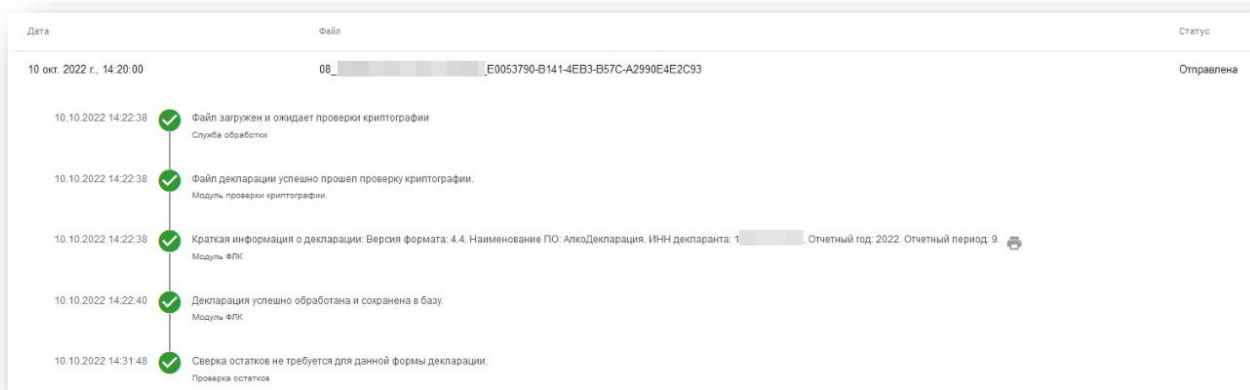 Дата Файл Статус
10 окт. 2022 г., 14:20:00 08_ _E0053790-B141-4EB3-B57C-A2990E4E2C93 Отправлена
10.10.2022 14:22:38 Файл загружен и ожидает проверки криптографии
Служба обработки
10.10.2022 14:22:38 Файл декларации успешно прошел проверку криптографии.
Модуль проверки криптографии.
10.10.2022 14:22:38 Краткая информация о декларации: Версия формата: 4.4. Наименование ПО: АлкоДекларация. ИНН декларанта: 1 . Отчетный год: 2022. Отчетный период: 9.
Модуль ФЛК
10.10.2022 14:22:40 Декларация успешно обработана и сохранена в базу.
Модуль ФЛК
10.10.2022 14:31:48 Сверка остатков не требуется для данной формы декларации.
Проверка остатков